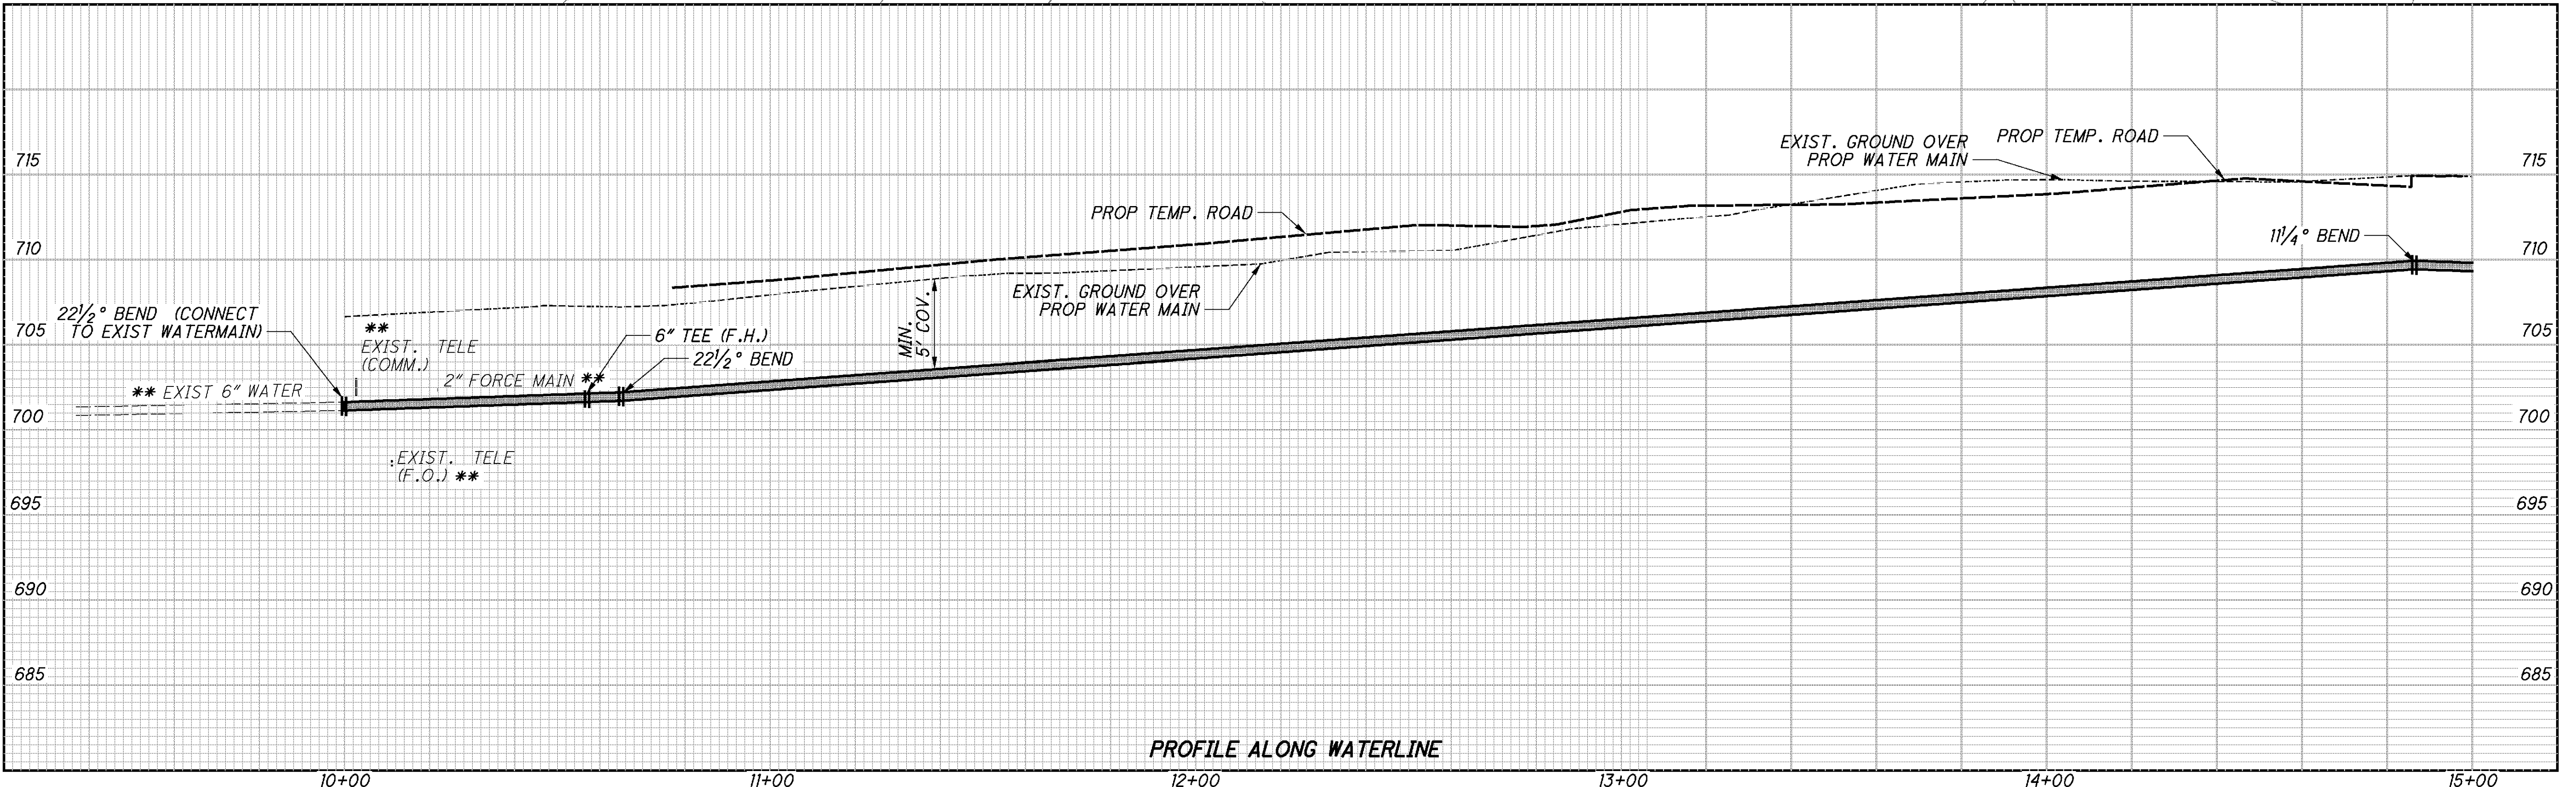 EXIST. GROUND OVER
PROP WATER MAIN
PROP TEMP. ROAD
715
715
PROP TEMP. ROAD
11¼° BEND
710
710
EXIST. GROUND OVER
PROP WATER MAIN
22½° BEND (CONNECT
TO EXIST WATERMAIN)
**
EXIST. TELE
(COMM.)
6" TEE (F.H.)
22½° BEND
MIN.
5' COV.
705
705
2" FORCE MAIN **
** EXIST 6" WATER
700
700
EXIST. TELE
(F.O.) **
695
695
690
690
685
685
PROFILE ALONG WATERLINE
10+00
11+00
12+00
13+00
14+00
15+00